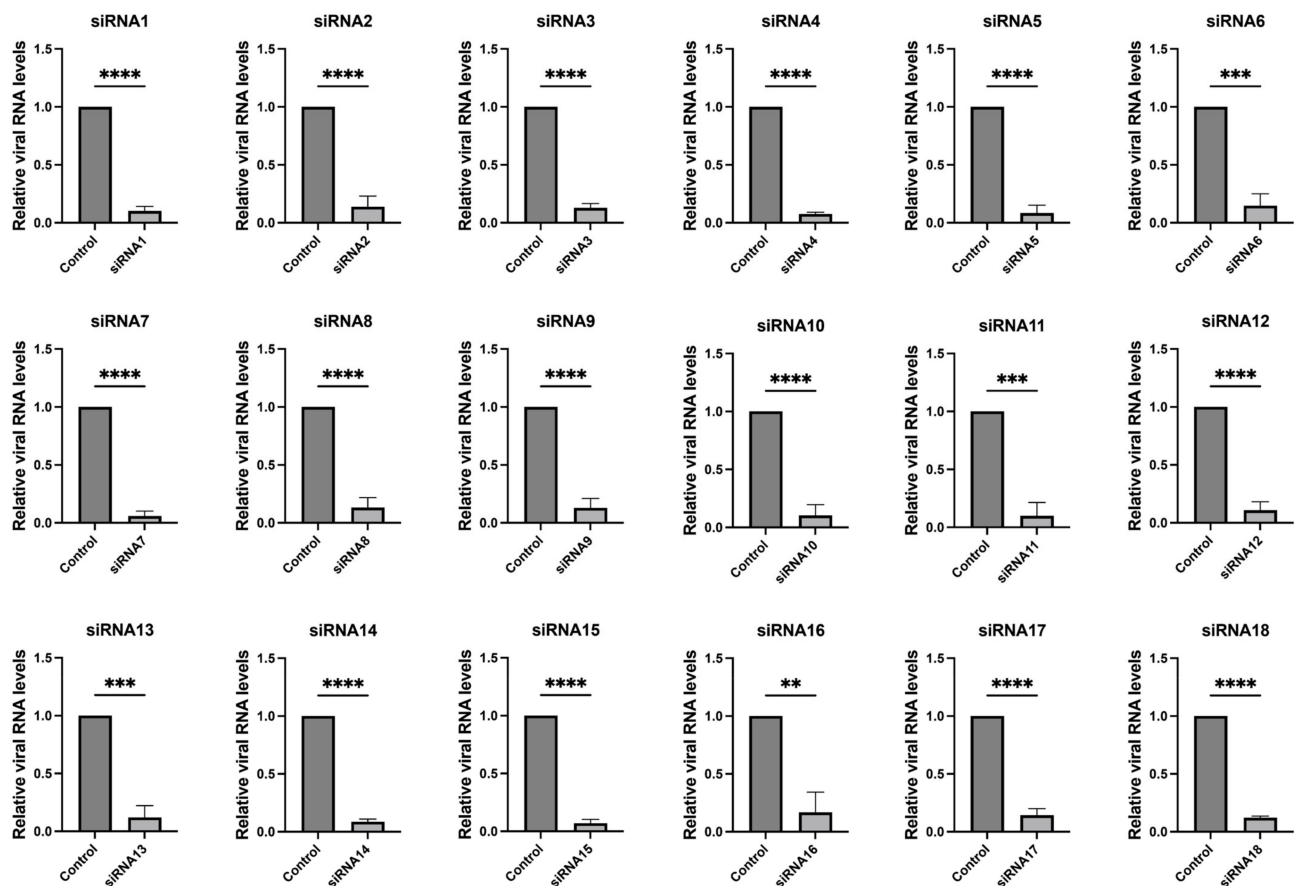 siRNA1
Relative viral RNA levels
1.5
1.0
0.5
0.0
****
Control
siRNA1
siRNA2
Relative viral RNA levels
1.5
1.0
0.5
0.0
****
Control
siRNA2
siRNA3
Relative viral RNA levels
1.5
1.0
0.5
0.0
****
Control
siRNA3
siRNA4
Relative viral RNA levels
1.5
1.0
0.5
0.0
****
Control
siRNA4
siRNA5
Relative viral RNA levels
1.5
1.0
0.5
0.0
****
Control
siRNA5
siRNA6
Relative viral RNA levels
1.5
1.0
0.5
0.0
***
Control
siRNA6
siRNA7
Relative viral RNA levels
1.5
1.0
0.5
0.0
****
Control
siRNA7
siRNA8
Relative viral RNA levels
1.5
1.0
0.5
0.0
****
Control
siRNA8
siRNA9
Relative viral RNA levels
1.5
1.0
0.5
0.0
****
Control
siRNA9
siRNA10
Relative viral RNA levels
1.5
1.0
0.5
0.0
****
Control
siRNA10
siRNA11
Relative viral RNA levels
1.5
1.0
0.5
0.0
***
Control
siRNA11
siRNA12
Relative viral RNA levels
1.5
1.0
0.5
0.0
****
Control
siRNA12
siRNA13
Relative viral RNA levels
1.5
1.0
0.5
0.0
***
Control
siRNA13
siRNA14
Relative viral RNA levels
1.5
1.0
0.5
0.0
****
Control
siRNA14
siRNA15
Relative viral RNA levels
1.5
1.0
0.5
0.0
****
Control
siRNA15
siRNA16
Relative viral RNA levels
1.5
1.0
0.5
0.0
**
Control
siRNA16
siRNA17
Relative viral RNA levels
1.5
1.0
0.5
0.0
****
Control
siRNA17
siRNA18
Relative viral RNA levels
1.5
1.0
0.5
0.0
****
Control
siRNA18